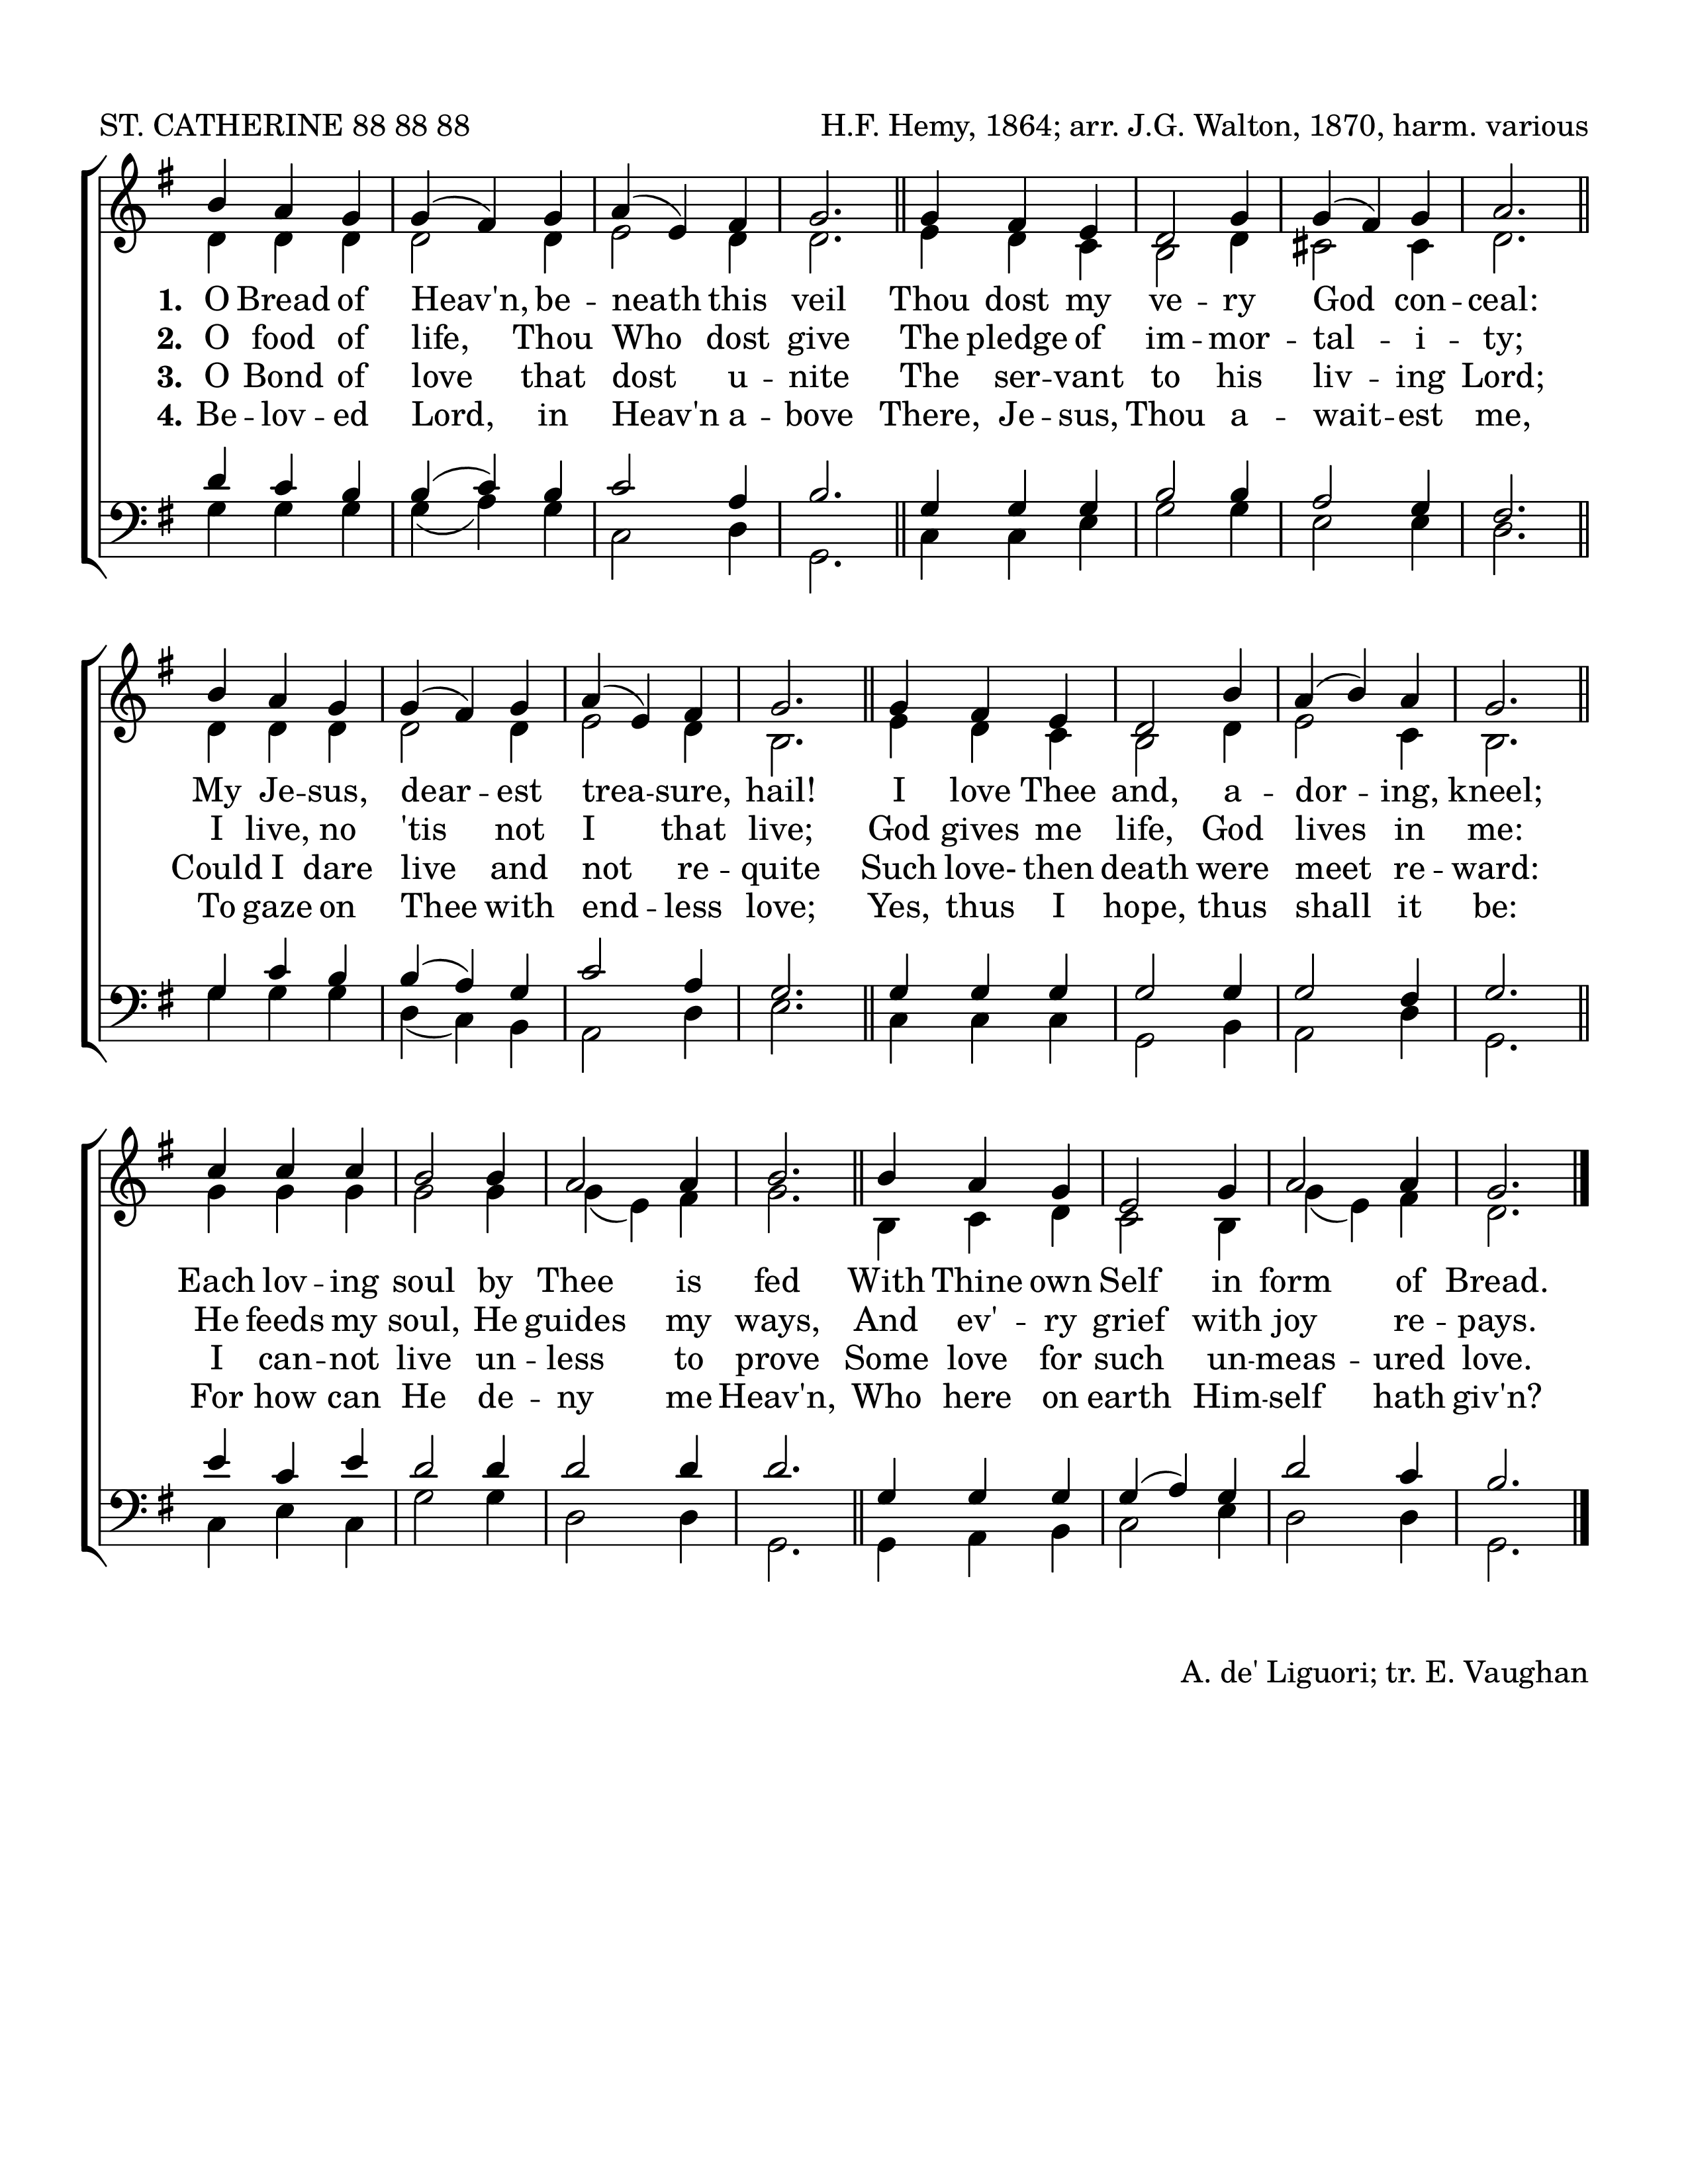 ST. CATHERINE 88 88 88 H.F. Hemy, 1864; arr. J.G. Walton, 1870, harm. various
1. O Bread of Heav'n, be -- neath this veil Thou dost my ve -- ry God con -- ceal:
2. O food of life, Thou Who dost give The pledge of im -- mor -- tal -- i -- ty;
3. O Bond of love that dost u -- nite The ser -- vant to his liv -- ing Lord;
4. Be -- lov -- ed Lord, in Heav'n a -- bove There, Je -- sus, Thou a -- wait -- est me,
My Je -- sus, dear -- est trea -- sure, hail! I love Thee and, a -- dor -- ing, kneel;
I live, no 'tis not I that live; God gives me life, God lives in me:
Could I dare live and not re -- quite Such love- then death were meet re -- ward:
To gaze on Thee with end -- less love; Yes, thus I hope, thus shall it be:
Each lov -- ing soul by Thee is fed With Thine own Self in form of Bread.
He feeds my soul, He guides my ways, And ev' -- ry grief with joy re -- pays.
I can -- not live un -- less to prove Some love for such un -- meas -- ured love.
For how can He de -- ny me Heav'n, Who here on earth Him -- self hath giv'n?
A. de' Liguori; tr. E. Vaughan